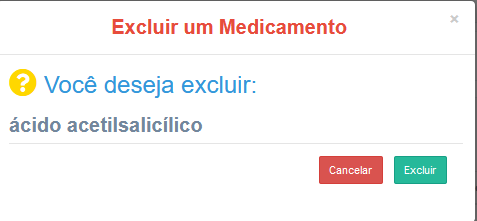 Excluir um Medicamento
×
? Você deseja excluir:
ácido acetilsalicílico
Cancelar Excluir